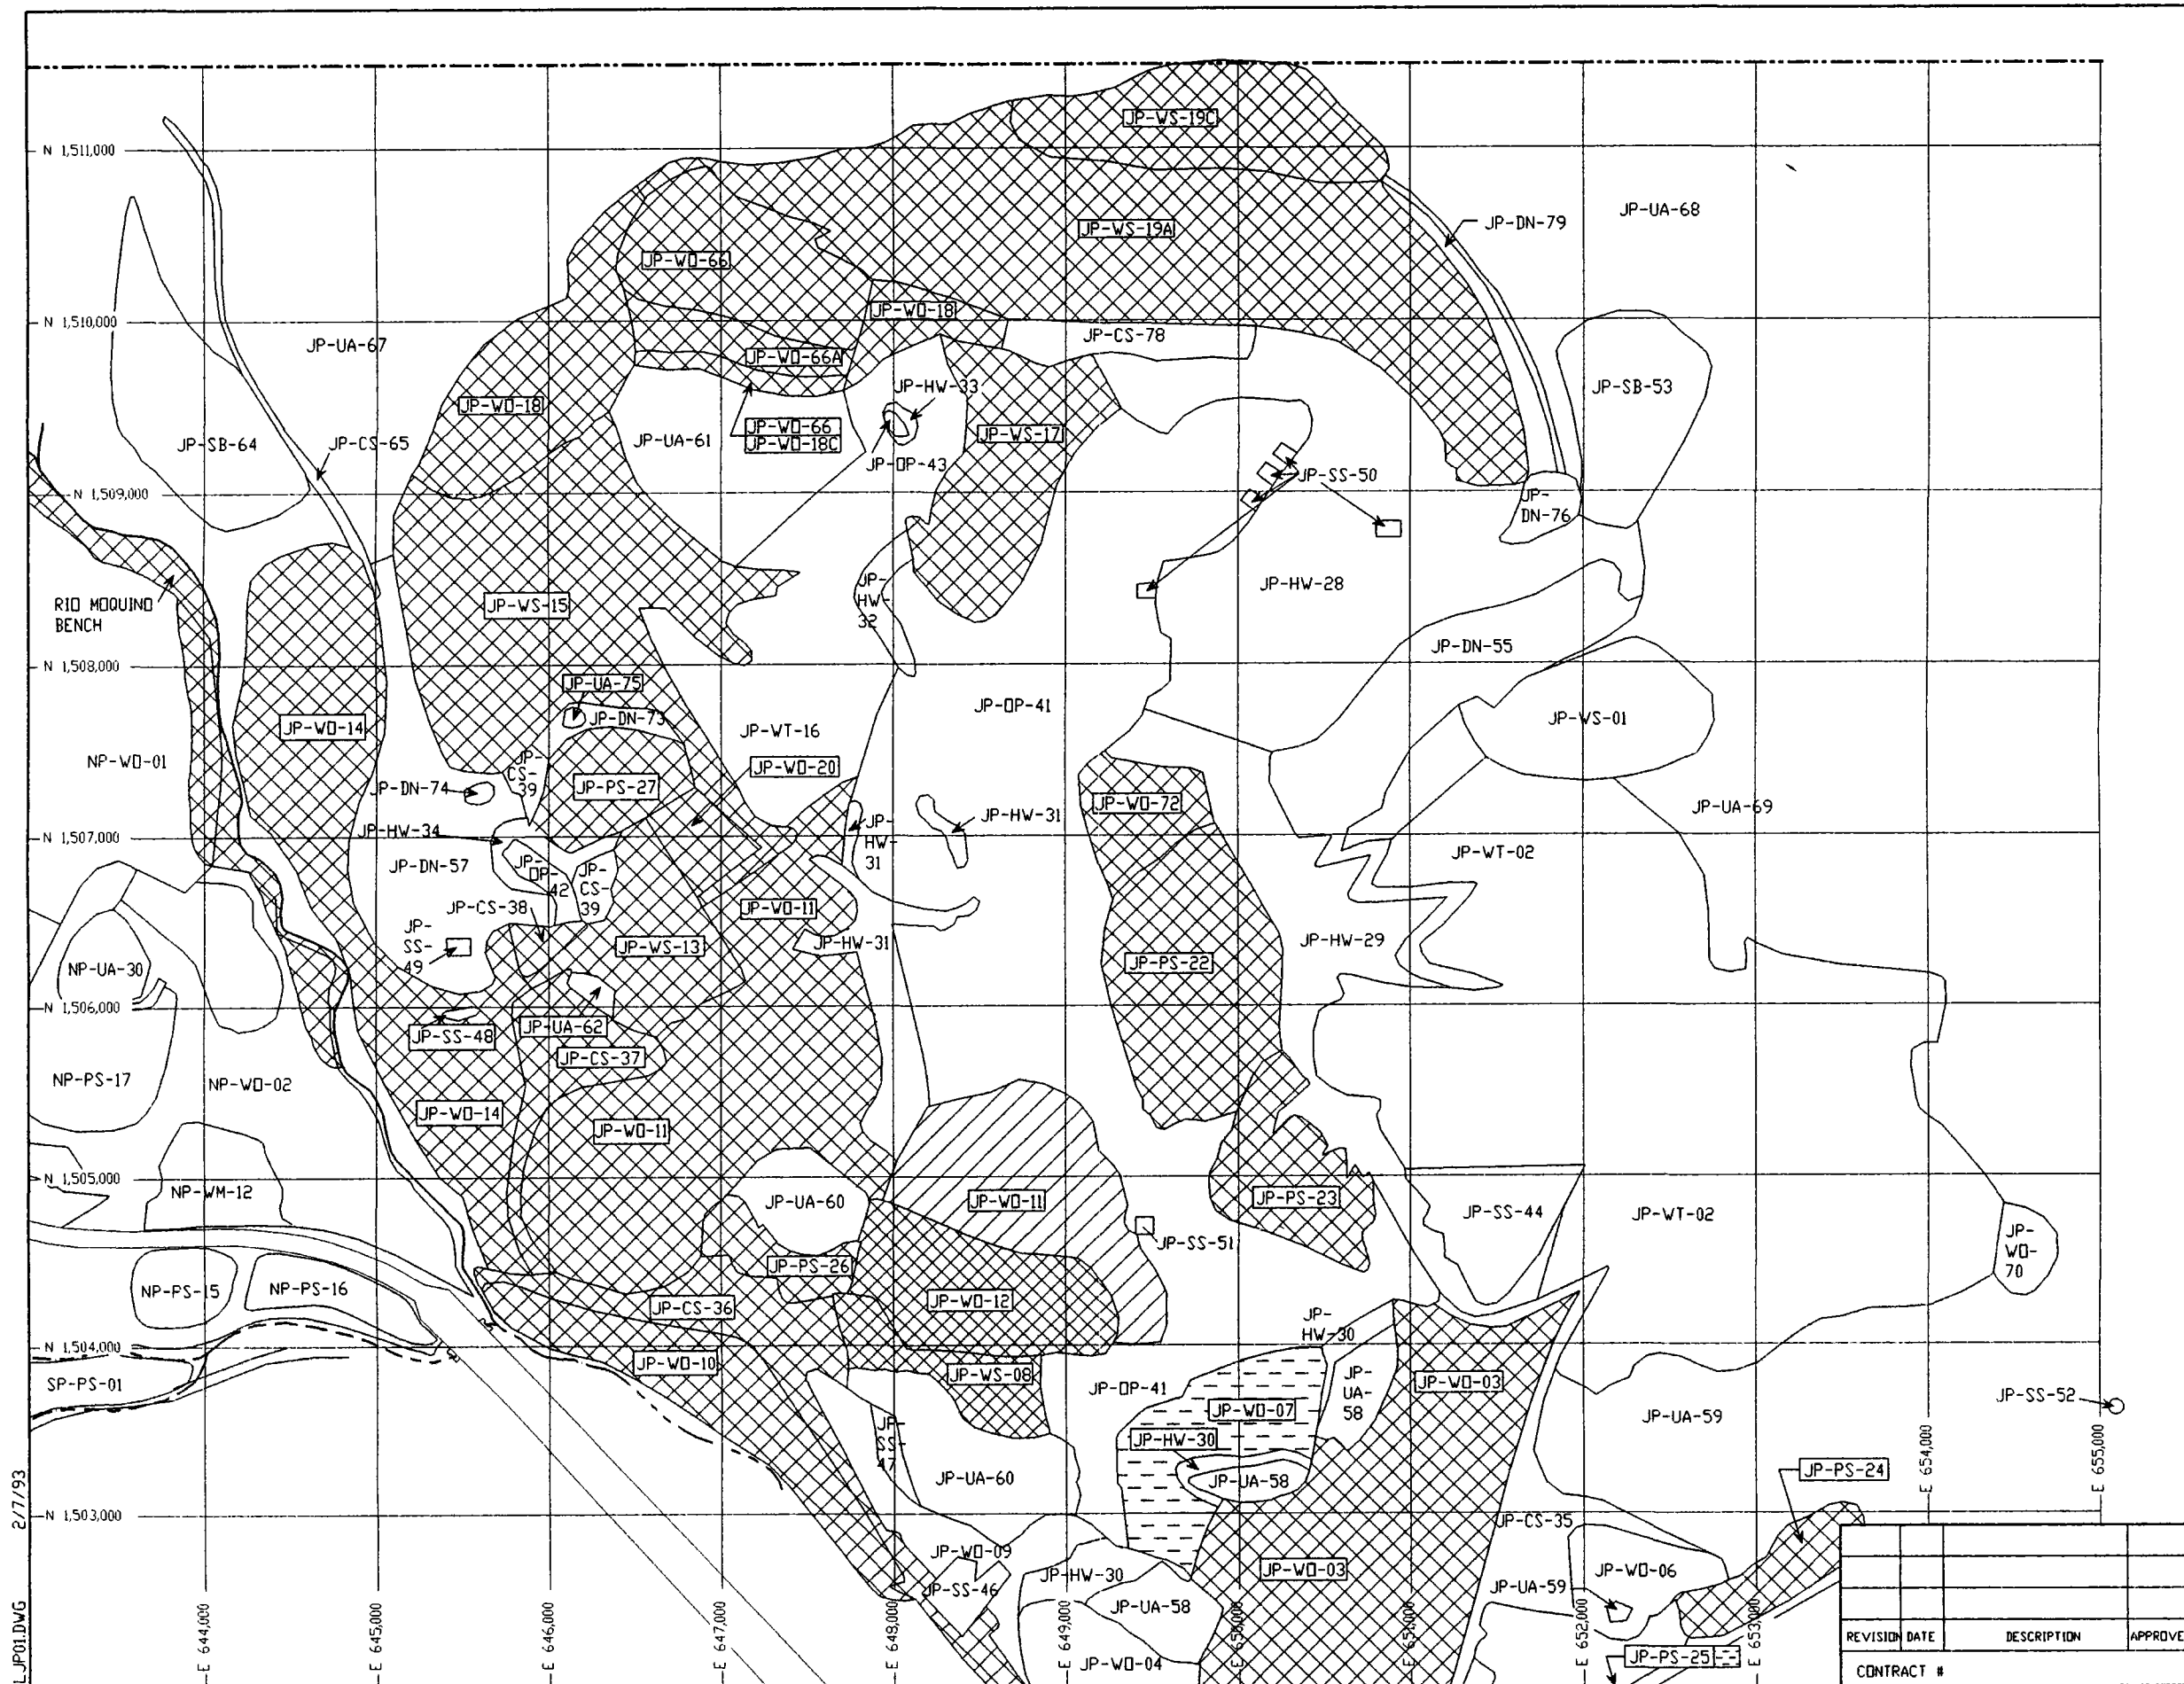 JP-WS-19C
N 1,511,000
JP-UA-68
JP-DN-79
JP-WS-19A
JP-WO-66
JP-WO-18
N 1,510,000
JP-CS-78
JP-UA-67
JP-WO-66A
JP-HW-33
JP-SB-53
JP-WO-18
JP-WO-66
JP-WO-18C
JP-UA-61
JP-WS-17
JP-SB-64
JP-CS-65
JP-OP-43
JP-SS-50
N 1,509,000
JP-
DN-76
JP-
HW-
32
JP-HW-28
RIO MOQUINO
BENCH
JP-WS-15
N 1,508,000
JP-DN-55
JP-UA-75
JP-DN-73
JP-OP-41
JP-WS-01
JP-WO-14
JP-WT-16
NP-WO-01
JP-WO-20
JP-
CS-
39
JP-DN-74
JP-PS-27
JP-WO-72
JP-UA-69
JP-HW-31
JP-
HW-
31
JP-HW-34
N 1,507,000
JP-DN-57
JP-
OP-
42
JP-
CS-
39
JP-WT-02
JP-CS-38
JP-WO-11
JP-
SS-
49
JP-WS-13
JP-HW-31
JP-HW-29
NP-UA-30
JP-PS-22
N 1,506,000
JP-SS-48
JP-UA-62
JP-CS-37
NP-PS-17
NP-WO-02
JP-WO-14
JP-WO-11
N 1,505,000
NP-WM-12
JP-UA-60
JP-WO-11
JP-PS-23
JP-SS-44
JP-WT-02
JP-SS-51
JP-
WO-
70
JP-PS-26
NP-PS-15
NP-PS-16
JP-CS-36
JP-WO-12
JP-
HW-30
N 1,504,000
JP-WO-10
JP-WS-08
JP-OP-41
JP-
UA-
58
JP-WO-03
SP-PS-01
JP-SS-52
JP-WO-07
JP-UA-59
JP-
SS-
47
JP-HW-30
JP-UA-60
JP-UA-58
JP-PS-24
N 1,503,000
JP-CS-35
JP-WO-09
JP-HW-30
JP-WO-03
JP-WO-06
JP-SS-46
JP-UA-59
JP-UA-58
JP-WO-04
JP-PS-25
E 644,000
E 645,000
E 646,000
E 647,000
E 648,000
E 649,000
E 650,000
E 651,000
E 652,000
E 653,000
E 654,000
E 655,000
REVISION DATE DESCRIPTION APPROVE
CONTRACT #
LJP01.DWG 2/7/93